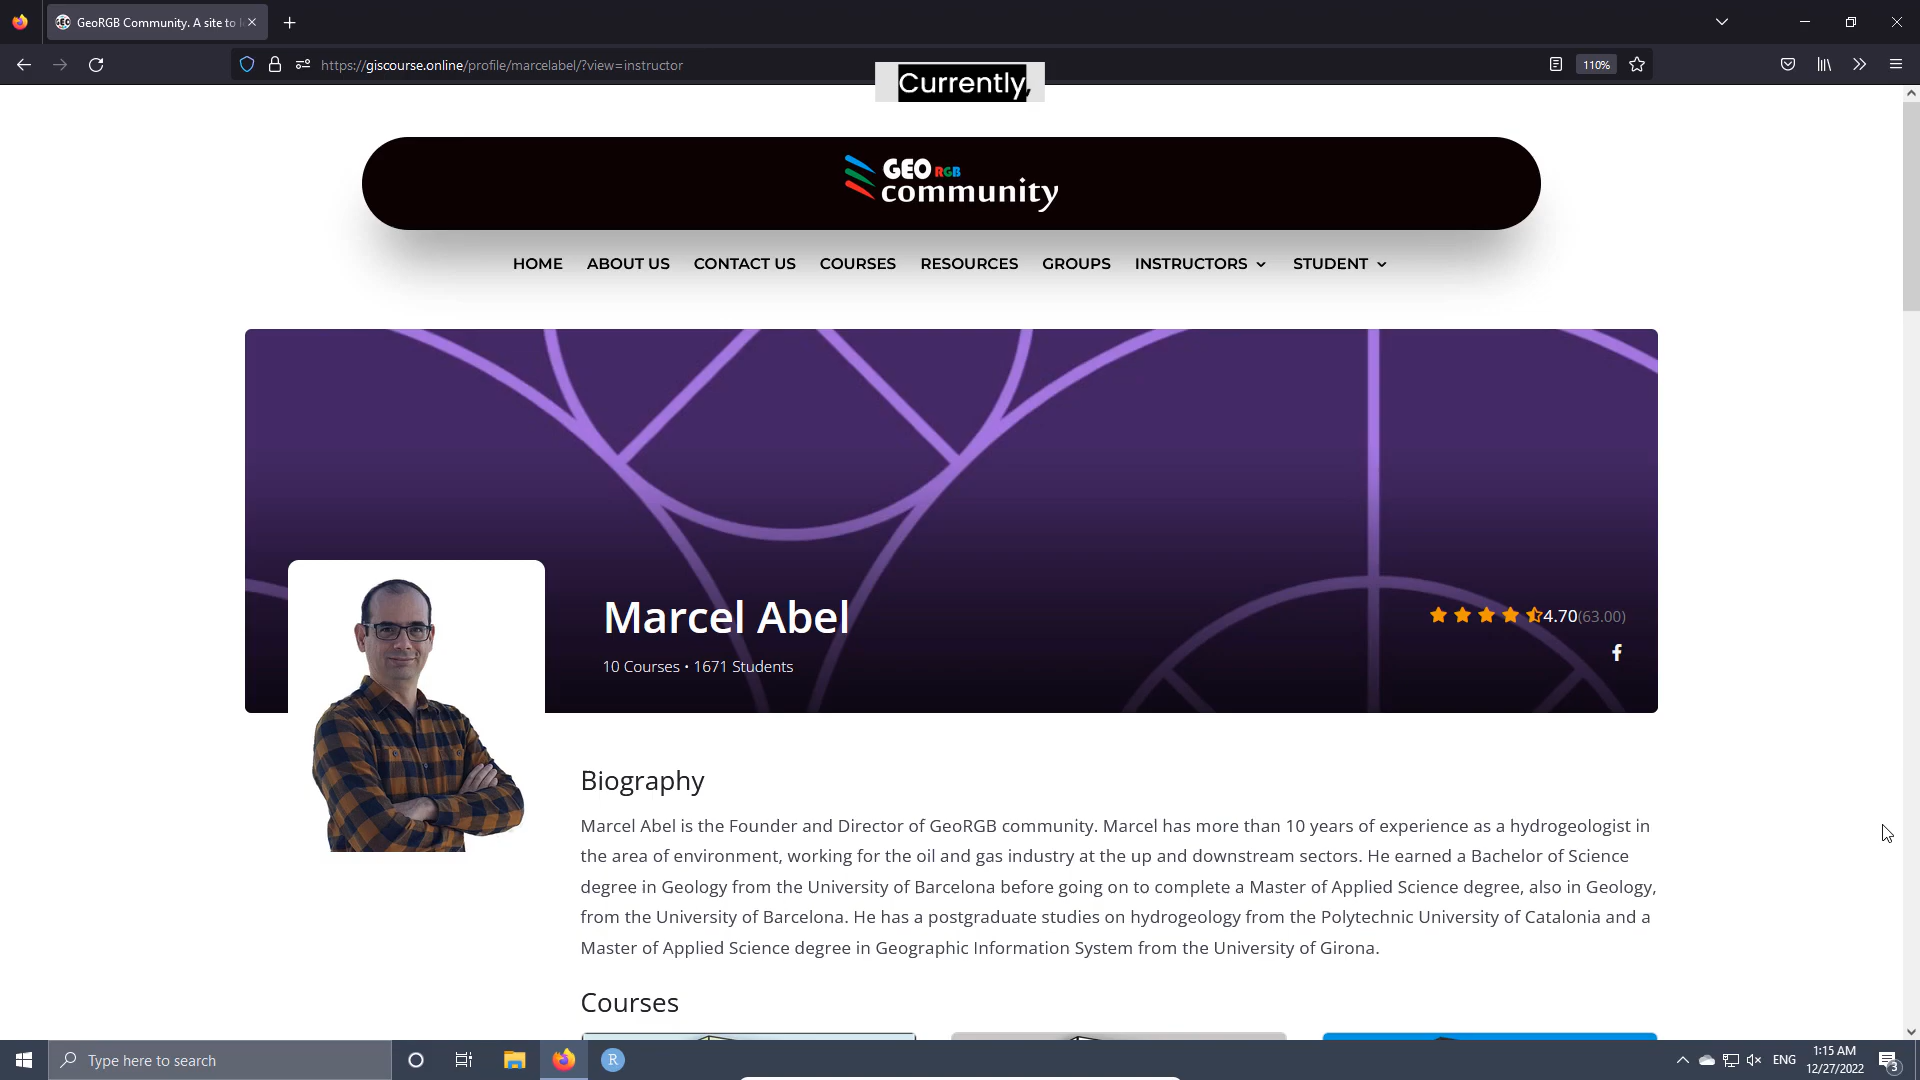 GeoRGB Community. A site to l
https://giscourse.online/profile/marcelabel/?view=instructor
110%
Currently,
GEO RGB
community
HOME ABOUT US CONTACT US COURSES RESOURCES GROUPS INSTRUCTORS STUDENT
Marcel Abel
4.70(63.00)
10 Courses • 1671 Students
Biography
Marcel Abel is the Founder and Director of GeoRGB community. Marcel has more than 10 years of experience as a hydrogeologist in
the area of environment, working for the oil and gas industry at the up and downstream sectors. He earned a Bachelor of Science
degree in Geology from the University of Barcelona before going on to complete a Master of Applied Science degree, also in Geology,
from the University of Barcelona. He has a postgraduate studies on hydrogeology from the Polytechnic University of Catalonia and a
Master of Applied Science degree in Geographic Information System from the University of Girona.
Courses
Type here to search
R
ENG
1:15 AM
12/27/2022
3